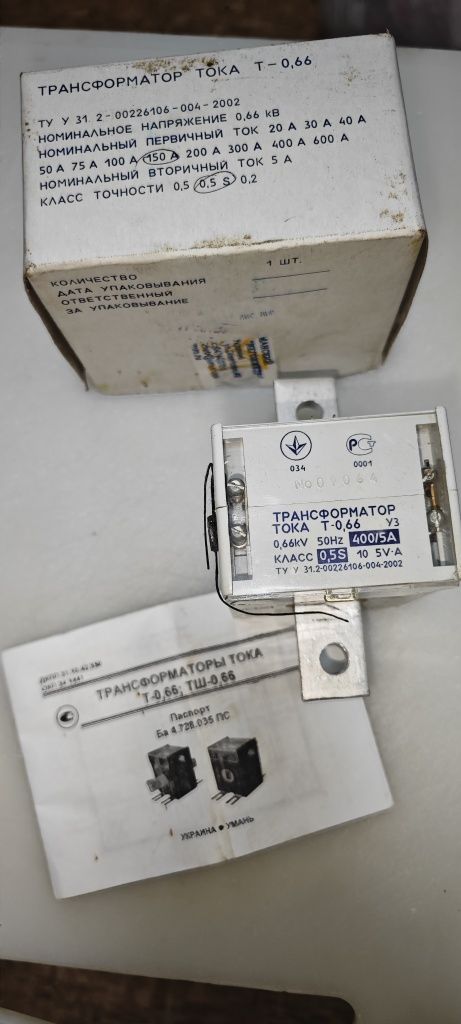 ТРАНСФОРМАТОР ТОКА Т-0,66
ТУ У 31.2-00226106-004-2002
НОМИНАЛЬНОЕ НАПРЯЖЕНИЕ 0,66 kВ
НОМИНАЛЬНЫЙ ПЕРВИЧНЫЙ ТОК 20 А 30 А 40 А
50 А 75 А 100 А 150 А 200 А 300 А 400 А 600 А
НОМИНАЛЬНЫЙ ВТОРИЧНЫЙ ТОК 5 А
КЛАСС ТОЧНОСТИ 0,5 0,5 S 0,2
КОЛИЧЕСТВО 1 ШТ.
ДАТА УПАКОВЫВАНИЯ
ОТВЕТСТВЕННЫЙ
ЗА УПАКОВЫВАНИЕ
034
РСТ
0001
ТРАНСФОРМАТОР
ТОКА Т-0,66 У3
0,66kV 50Hz 400/5A
КЛАСС 0,5S 10 5V·A
ТУ У 31.2-00226106-004-2002
ТРАНСФОРМАТОРЫ ТОКА
Т-0,66; ТШ-0,66
Паспорт
Ба 4.728.035 ПС
УКРАИНА ● УМАНЬ